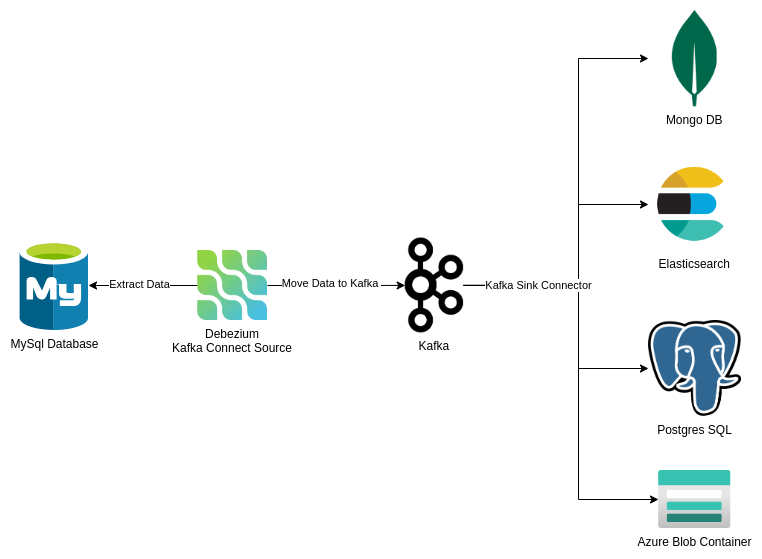 Mongo DB
Elasticsearch
My
Extract Data
Move Data to Kafka
Kafka Sink Connector
MySql Database
Debezium
Kafka Connect Source
Kafka
Postgres SQL
Azure Blob Container